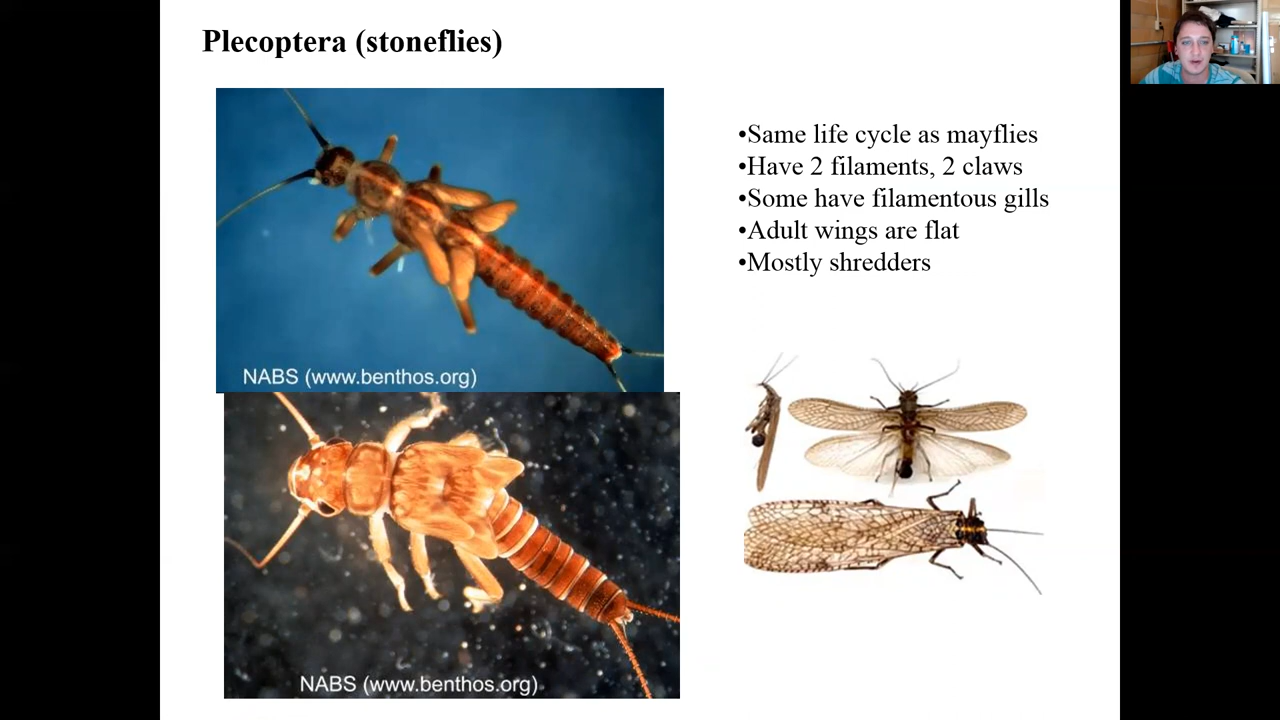 Plecoptera (stoneflies)
•Same life cycle as mayflies
•Have 2 filaments, 2 claws
•Some have filamentous gills
•Adult wings are flat
•Mostly shredders
NABS (www.benthos.org)
NABS (www.benthos.org)